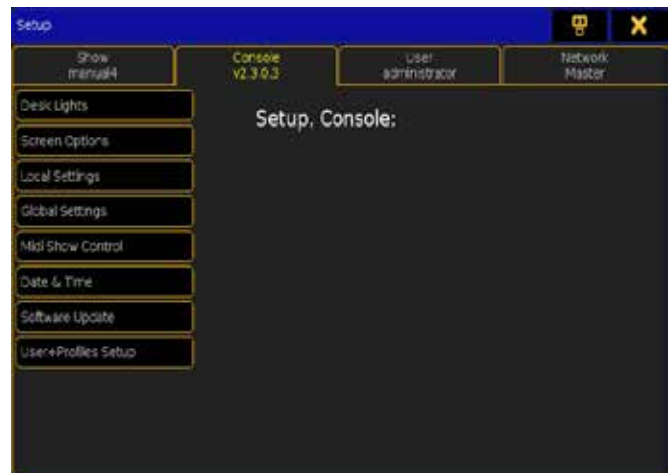 Setup
Show
manual4
Console
v2.3.0.3
User
administrator
Network
Master
Desk Lights
Screen Options
Local Settings
Global Settings
Midi Show Control
Date & Time
Software Update
User+Profiles Setup
Setup, Console: